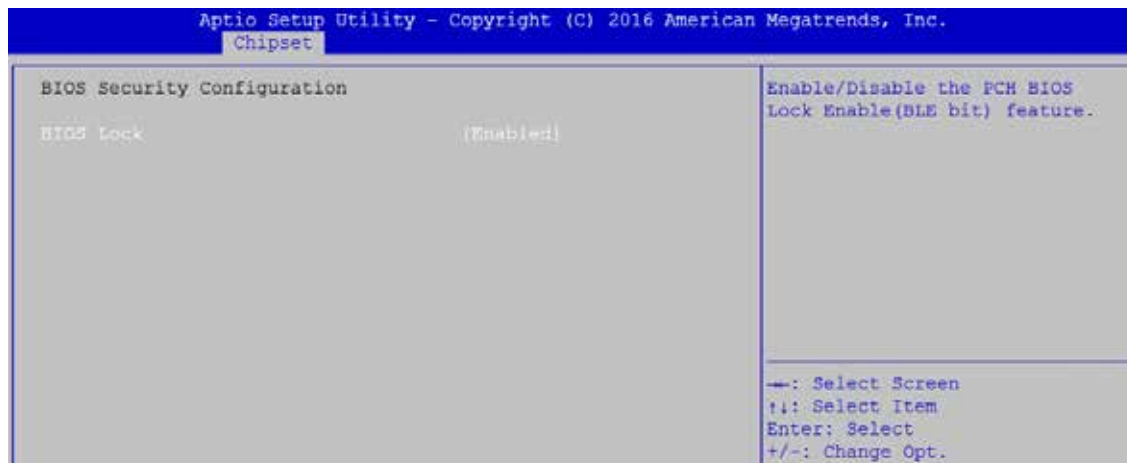 Aptio Setup Utility - Copyright (C) 2016 American Megatrends, Inc.
Chipset
BIOS Security Configuration
BIOS Lock [Enabled]
Enable/Disable the PCH BIOS
Lock Enable(BLE bit) feature.
→←: Select Screen
↑↓: Select Item
Enter: Select
+/-: Change Opt.